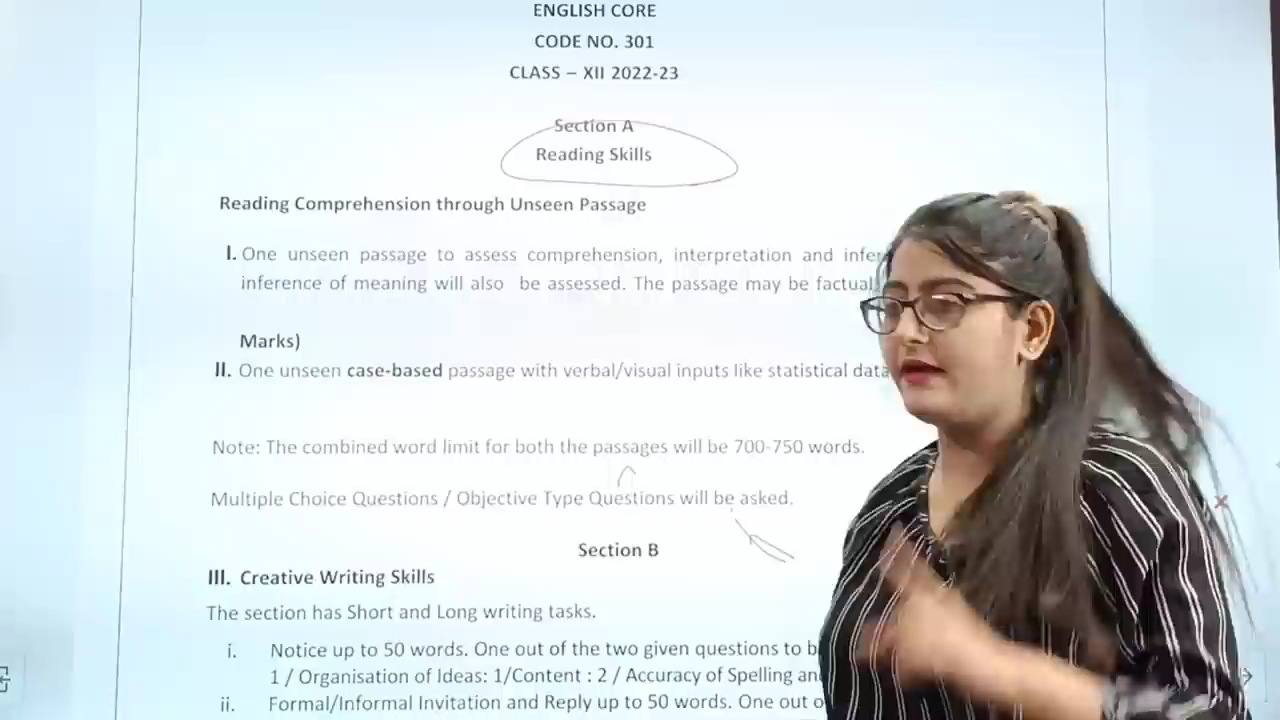 ENGLISH CORE
CODE NO. 301
CLASS – XII 2022-23
Section A
Reading Skills
Reading Comprehension through Unseen Passage
I. One unseen passage to assess comprehension, interpretation and
inference of meaning will also be assessed. The passage may be factual
Marks)
II. One unseen case-based passage with verbal/visual inputs like statistical data
Note: The combined word limit for both the passages will be 700-750 words.
Multiple Choice Questions / Objective Type Questions will be asked.
Section B
III. Creative Writing Skills
The section has Short and Long writing tasks.
i. Notice up to 50 words. One out of the two given questions to
1 / Organisation of Ideas: 1/Content : 2 / Accuracy of Spelling
ii. Formal/Informal Invitation and Reply up to 50 words. One out